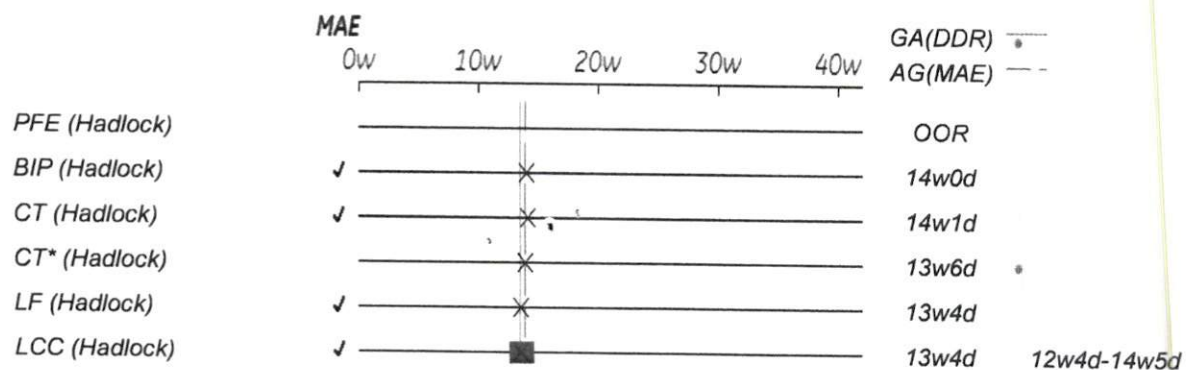 MAE
0w 10w 20w 30w 40w
GA(DDR)
AG(MAE)
PFE (Hadlock) OOR
BIP (Hadlock) ✓ 14w0d
CT (Hadlock) ✓ 14w1d
CT* (Hadlock) 13w6d
LF (Hadlock) ✓ 13w4d
LCC (Hadlock) ✓ 13w4d 12w4d-14w5d